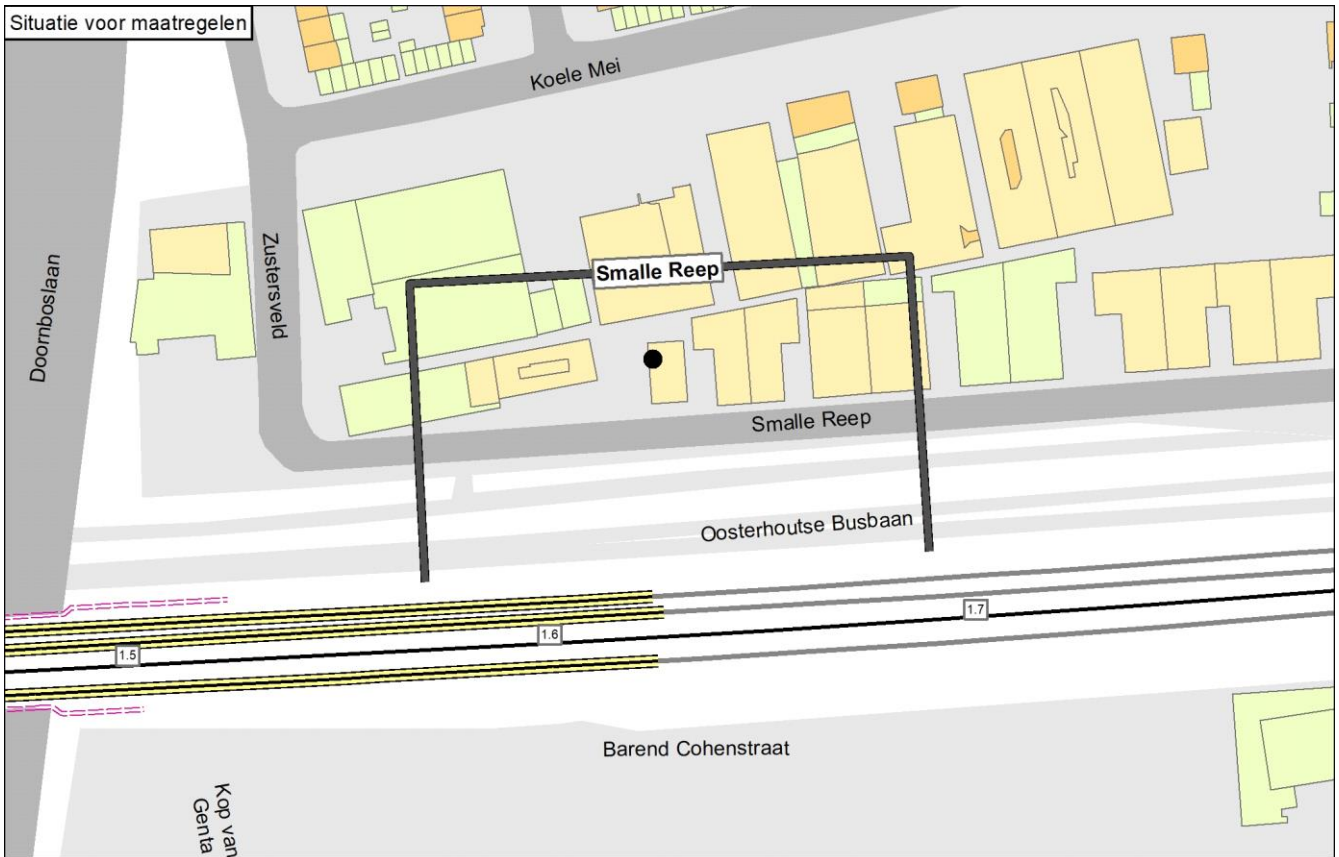 Situatie voor maatregelen
Koele Mei
Zustersveld
Doornboslaan
Smalle Reep
Smalle Reep
Oosterhoutse Busbaan
1.7
1.6
1.5
Barend Cohenstraat
Kop van
Genta